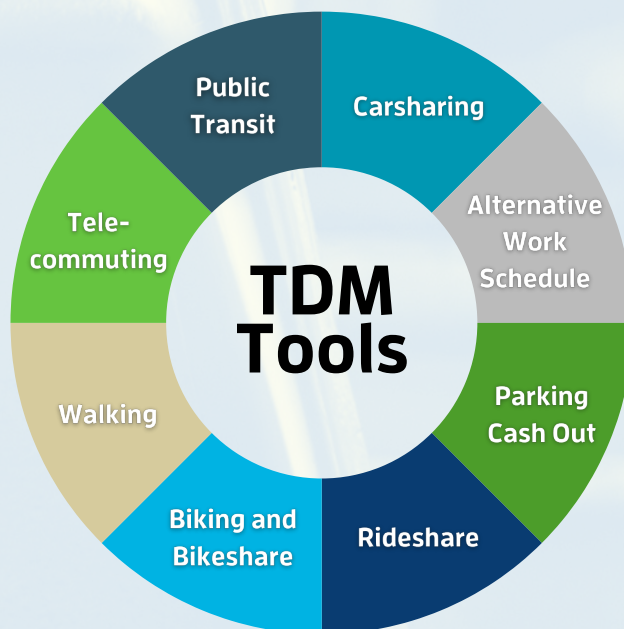 Public
Transit
Carsharing
Alternative
Work
Schedule
Tele-
commuting
TDM
Tools
Parking
Cash Out
Walking
Biking and
Bikeshare
Rideshare